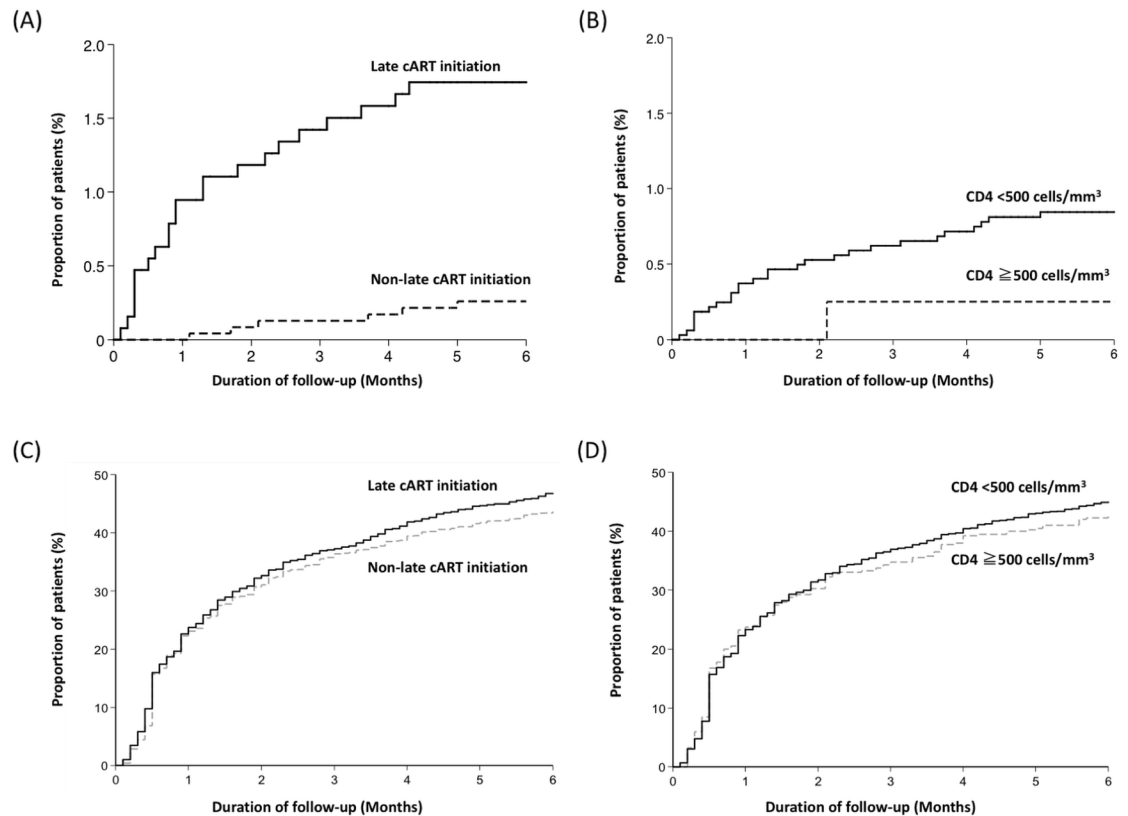 (A)
Proportion of patients (%)
2.0
1.5
1.0
0.5
0
Late cART initiation
Non-late cART initiation
0 1 2 3 4 5 6
Duration of follow-up (Months)
(B)
Proportion of patients (%)
2.0
1.5
1.0
0.5
0
CD4 <500 cells/mm³
CD4 ≧500 cells/mm³
0 1 2 3 4 5 6
Duration of follow-up (Months)
(C)
Proportion of patients (%)
50
40
30
20
10
0
Late cART initiation
Non-late cART initiation
0 1 2 3 4 5 6
Duration of follow-up (Months)
(D)
Proportion of patients (%)
50
40
30
20
10
0
CD4 <500 cells/mm³
CD4 ≧500 cells/mm³
0 1 2 3 4 5 6
Duration of follow-up (Months)